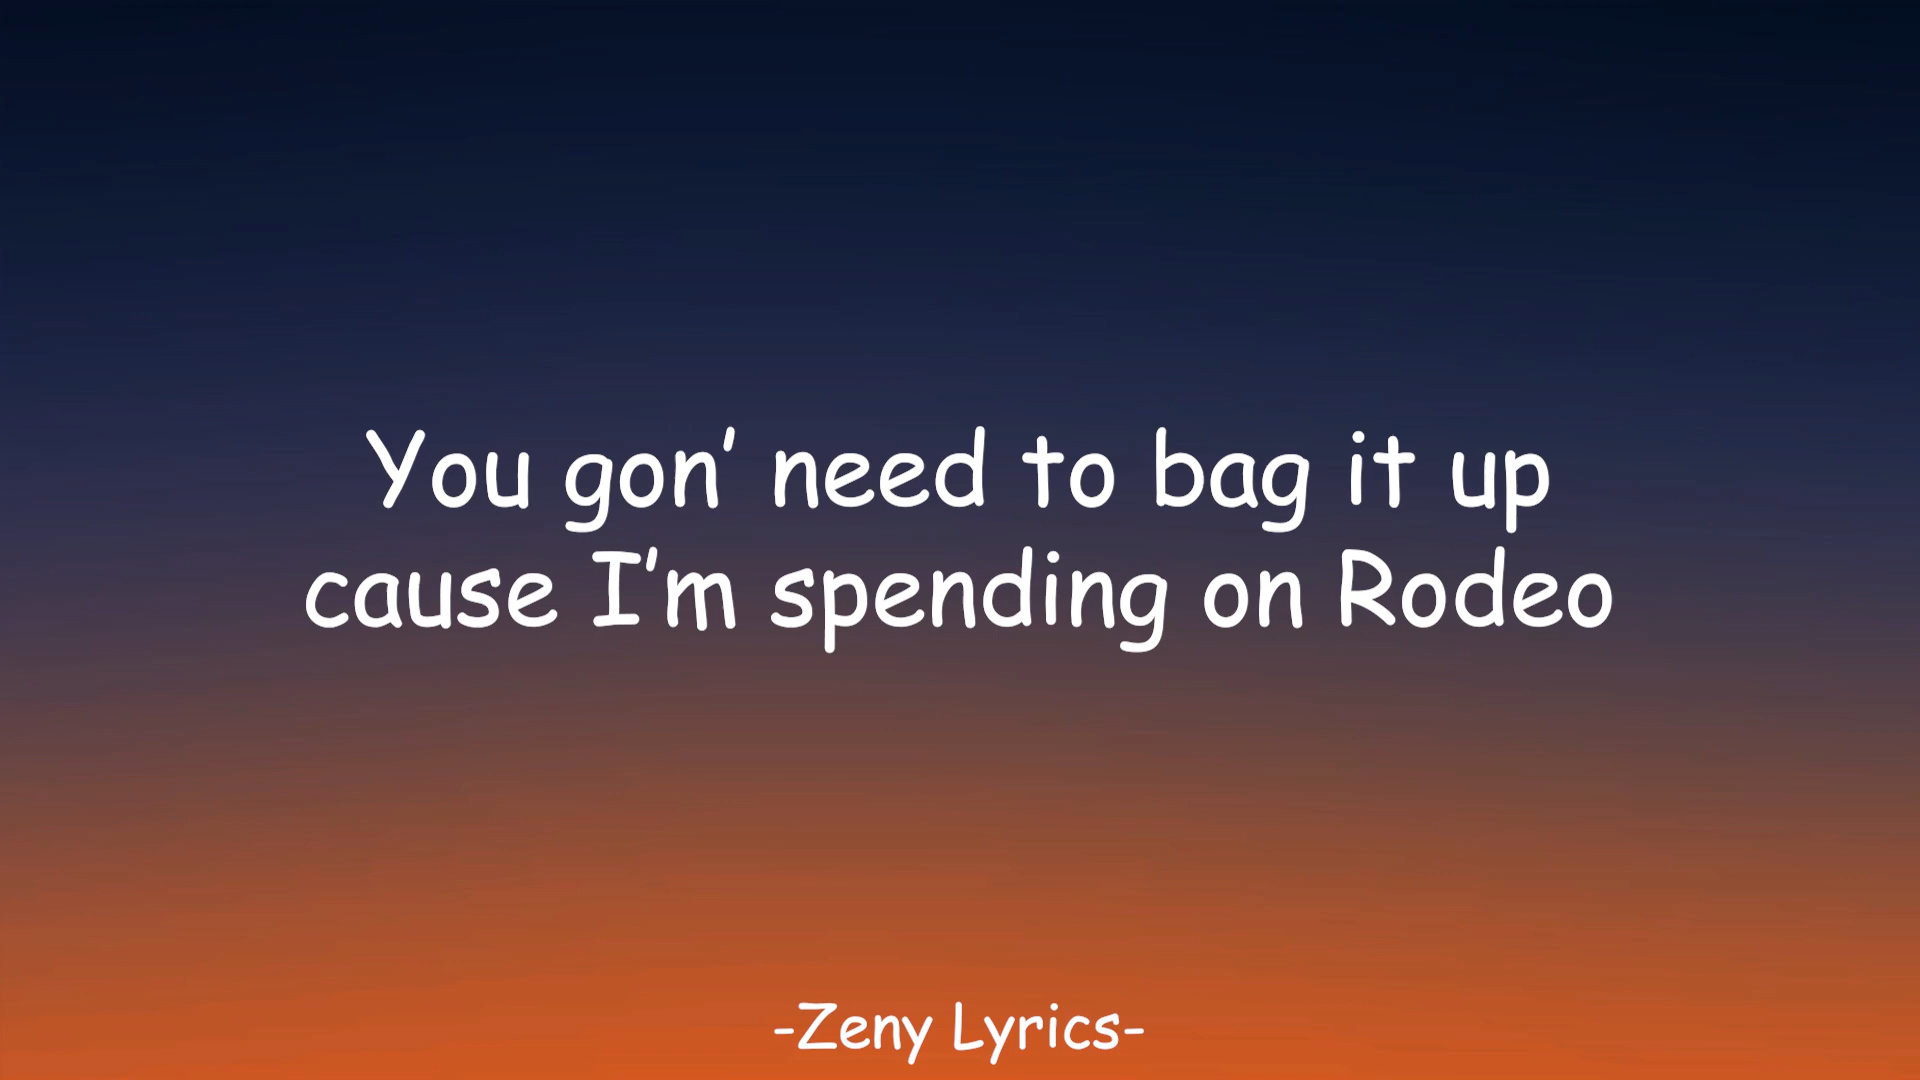 You gon’ need to bag it up
cause I’m spending on Rodeo
-Zeny Lyrics-